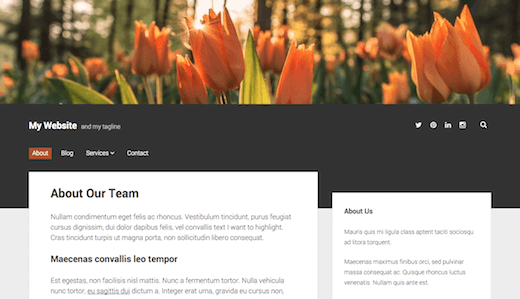 My Website and my tagline
About Blog Services Contact
About Our Team
Nullam condimentum eget felis ac rhoncus. Vestibulum tincidunt, purus feugiat
cursus dignissim, dui dolor dapibus felis, vel convallis text I want to highlight.
Cras tincidunt turpis ut magna porta, non sollicitudin libero consequat.
Maecenas convallis leo tempor
Est egestas, non facilisis nisl mattis. Nunc a fermentum tortor. Nulla vehicula
nunc tortor, eu sagittis dui dictum a. Integer erat urna, gravida eu cursus non,
About Us
Mauris quis mi ligula class aptent taciti sociosqu
ad litora torquent.
Maecenas maximus finibus orci, sed pulvinar
massa consequat ac. Quisque rhoncus luctus
venenatis. Nullam quis ante est.